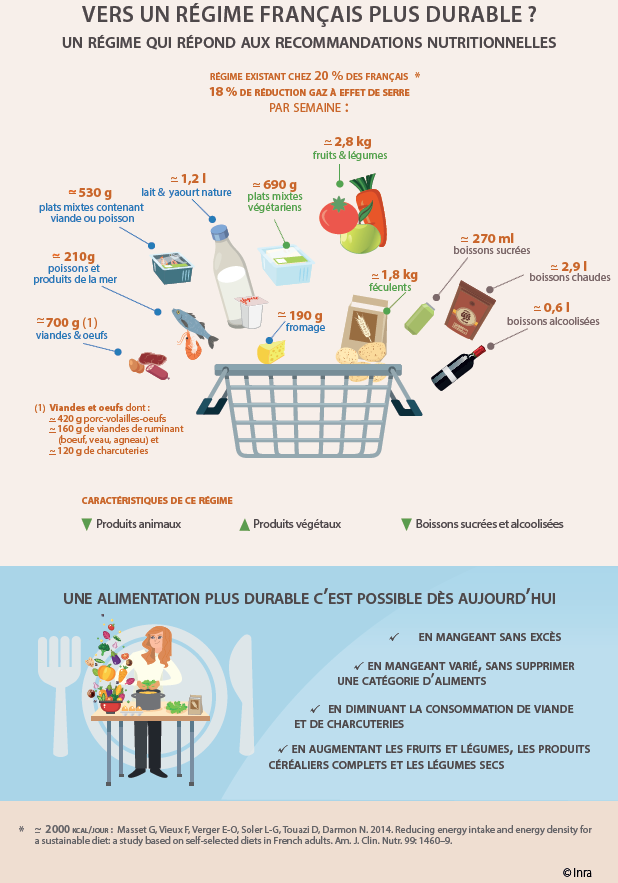 VERS UN RÉGIME FRANÇAIS PLUS DURABLE ?
UN RÉGIME QUI RÉPOND AUX RECOMMANDATIONS NUTRITIONNELLES
RÉGIME EXISTANT CHEZ 20 % DES FRANÇAIS *
18 % DE RÉDUCTION GAZ À EFFET DE SERRE
PAR SEMAINE :
≃ 2,8 kg
fruits & légumes
≃ 1,2 l
lait & yaourt nature
≃ 690 g
plats mixtes
végétariens
≃ 530 g
plats mixtes contenant
viande ou poisson
≃ 270 ml
boissons sucrées
≃ 210g
poissons et
produits de la mer
≃ 1,8 kg
féculents
≃ 2,9 l
boissons chaudes
≃ 700 g (1)
viandes & oeufs
≃ 190 g
fromage
≃ 0,6 l
boissons alcoolisées
(1) Viandes et oeufs dont :
≃ 420 g porc-volailles-oeufs
≃ 160 g de viandes de ruminant
(boeuf, veau, agneau) et
≃ 120 g de charcuteries
CARACTÉRISTIQUES DE CE RÉGIME
▼ Produits animaux
▲ Produits végétaux
▼ Boissons sucrées et alcoolisées
UNE ALIMENTATION PLUS DURABLE C'EST POSSIBLE DÈS AUJOURD'HUI
✓ EN MANGEANT SANS EXCÈS
✓ EN MANGEANT VARIÉ, SANS SUPPRIMER
UNE CATÉGORIE D'ALIMENTS
✓ EN DIMINUANT LA CONSOMMATION DE VIANDE
ET DE CHARCUTERIES
✓ EN AUGMENTANT LES FRUITS ET LÉGUMES, LES PRODUITS
CÉRÉALIERS COMPLETS ET LES LÉGUMES SECS
* ≃ 2000 KCAL/JOUR : Masset G, Vieux F, Verger E-O, Soler L-G, Touazi D, Darmon N. 2014. Reducing energy intake and energy density for
a sustainable diet: a study based on self-selected diets in French adults. Am. J. Clin. Nutr. 99: 1460–9.
© Inra